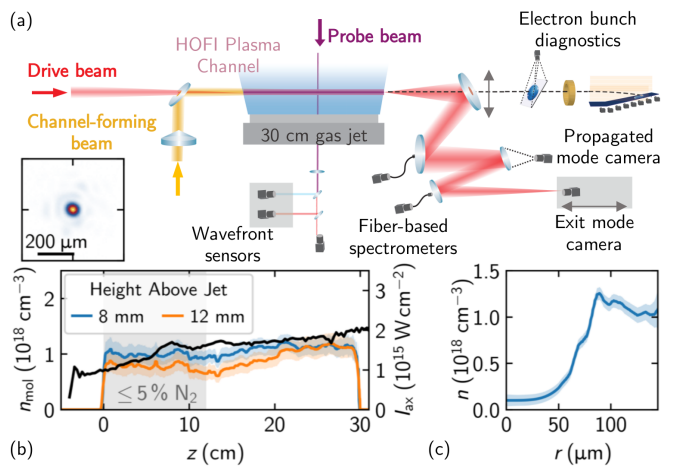 (a)
HOFI Plasma
Channel
Probe beam
Electron bunch
diagnostics
Drive beam
Channel-forming
beam
30 cm gas jet
Propagated
mode camera
200 μm
Wavefront
sensors
Fiber-based
spectrometers
Exit mode
camera
n_mol (10^18 cm^−3)
2
1
0
Height Above Jet
8 mm
12 mm
≤ 5 % N_2
0
10
20
30
z (cm)
3
2
1
0
I_ax (10^15 W cm^−2)
(b)
n (10^18 cm^−3)
1.5
1.0
0.5
0.0
0
50
100
r (μm)
(c)